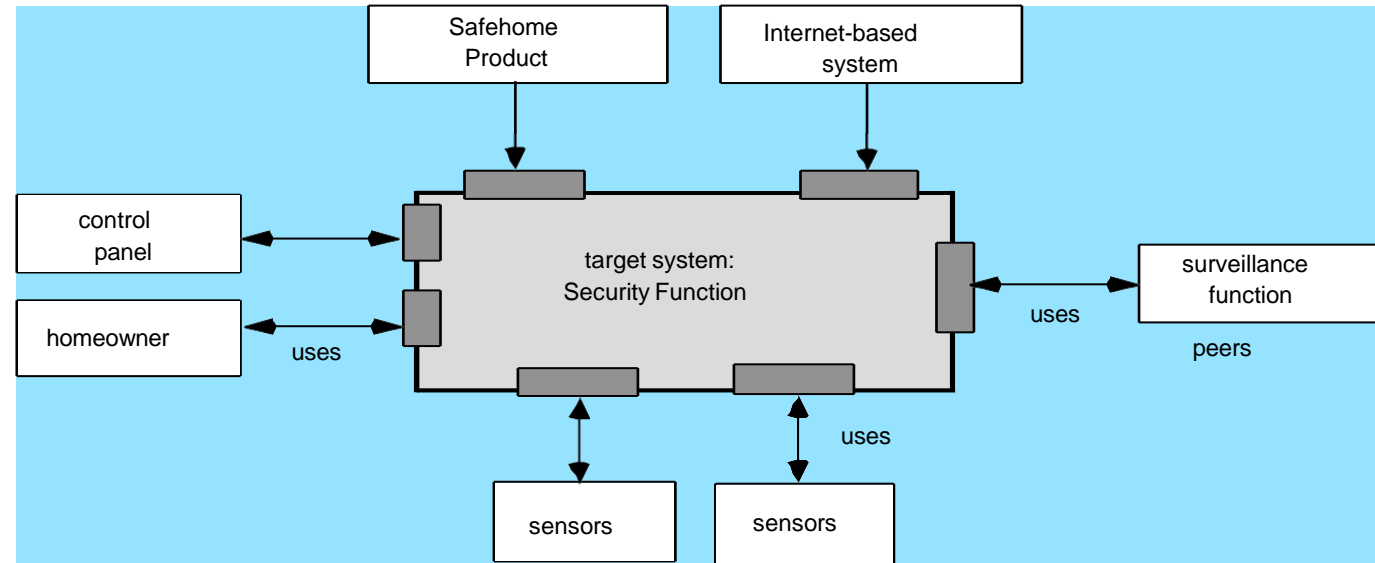 Safehome
Product
Internet-based
system
control
panel
target system:
Security Function
surveillance
function
homeowner
uses
uses
peers
uses
sensors
sensors